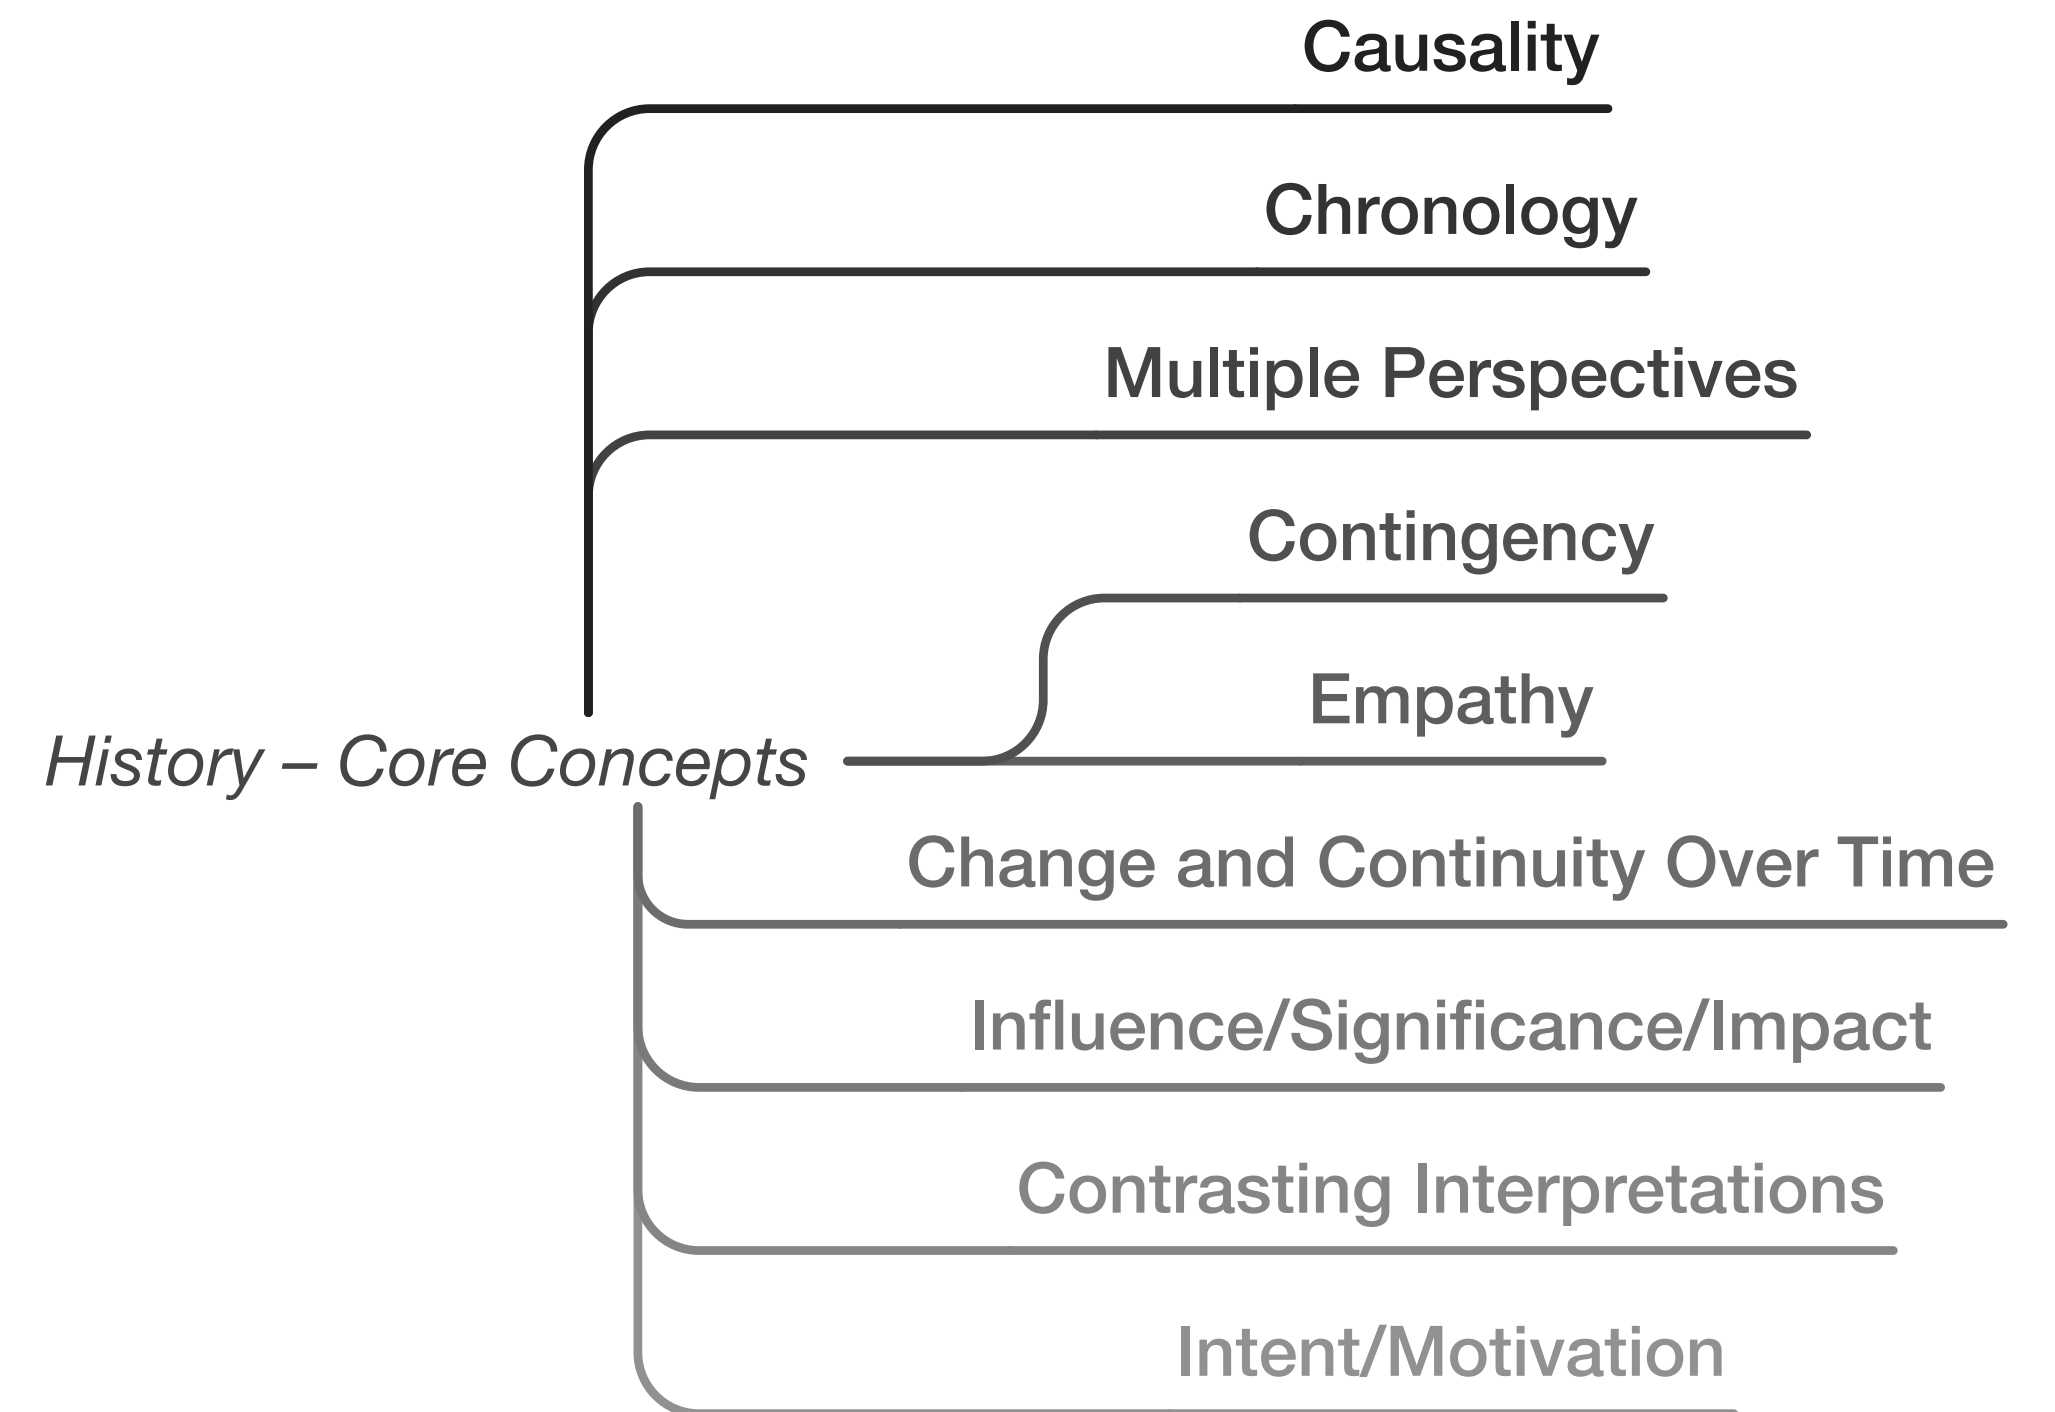 Causality
Chronology
Multiple Perspectives
Contingency
Empathy
History – Core Concepts
Change and Continuity Over Time
Influence/Significance/Impact
Contrasting Interpretations
Intent/Motivation